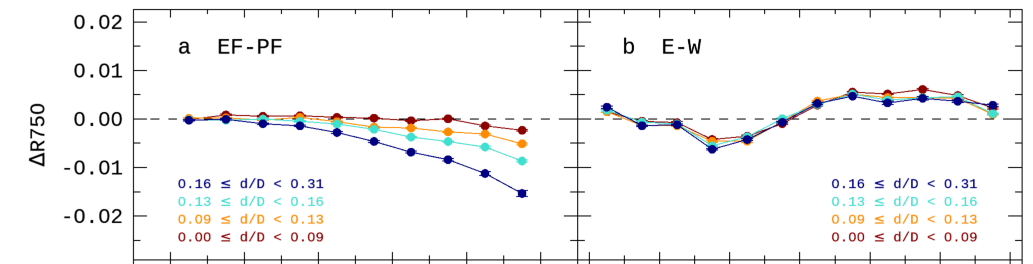 0.02
0.01
0.00
-0.01
-0.02
ΔR750
a EF-PF
0.16 ≤ d/D < 0.31
0.13 ≤ d/D < 0.16
0.09 ≤ d/D < 0.13
0.00 ≤ d/D < 0.09
b E-W
0.16 ≤ d/D < 0.31
0.13 ≤ d/D < 0.16
0.09 ≤ d/D < 0.13
0.00 ≤ d/D < 0.09